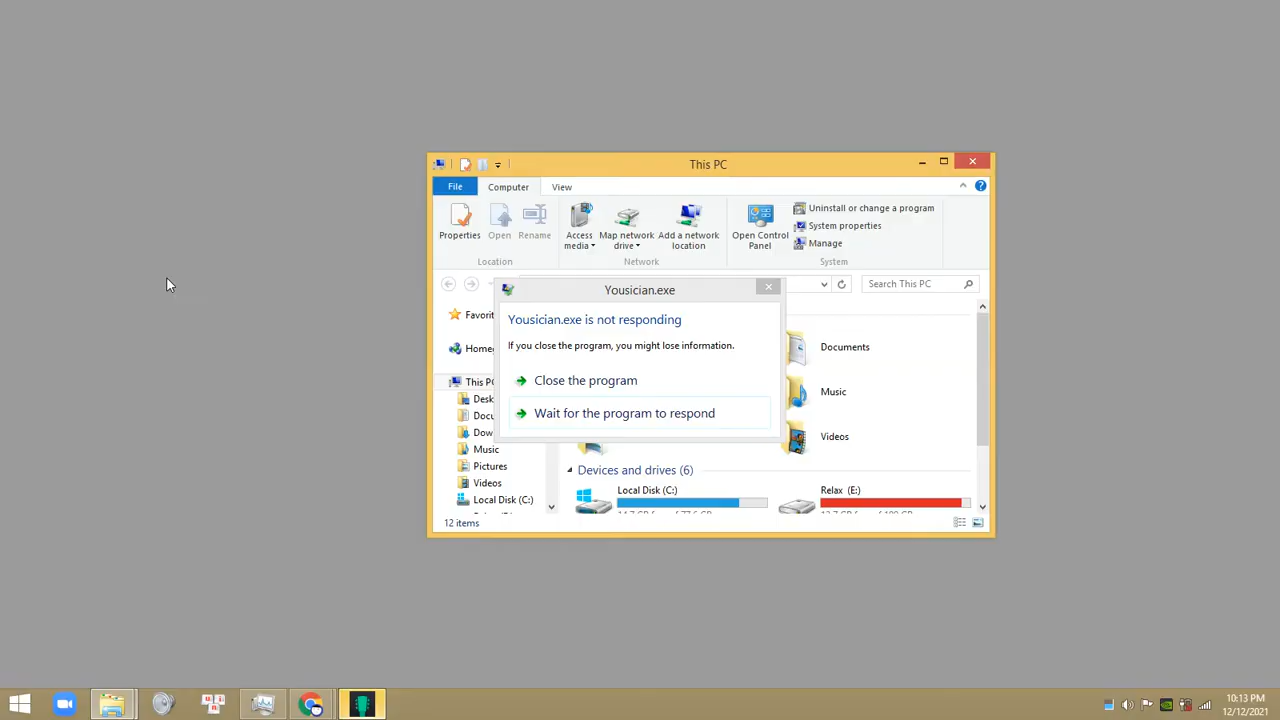 This PC
File Computer View
Properties Open Rename
Access media Map network drive Add a network location
Open Control Panel
Uninstall or change a program
System properties
Manage
Location Network System
Search This PC
Yousician.exe
Yousician.exe is not responding
If you close the program, you might lose information.
Close the program
Wait for the program to respond
Favorit
Homeg
This PC
Desk
Docu
Dow
Music
Pictures
Videos
Local Disk (C:)
Documents
Music
Videos
Devices and drives (6)
Local Disk (C:)
Relax (E:)
12 items
10:13 PM
12/12/2021